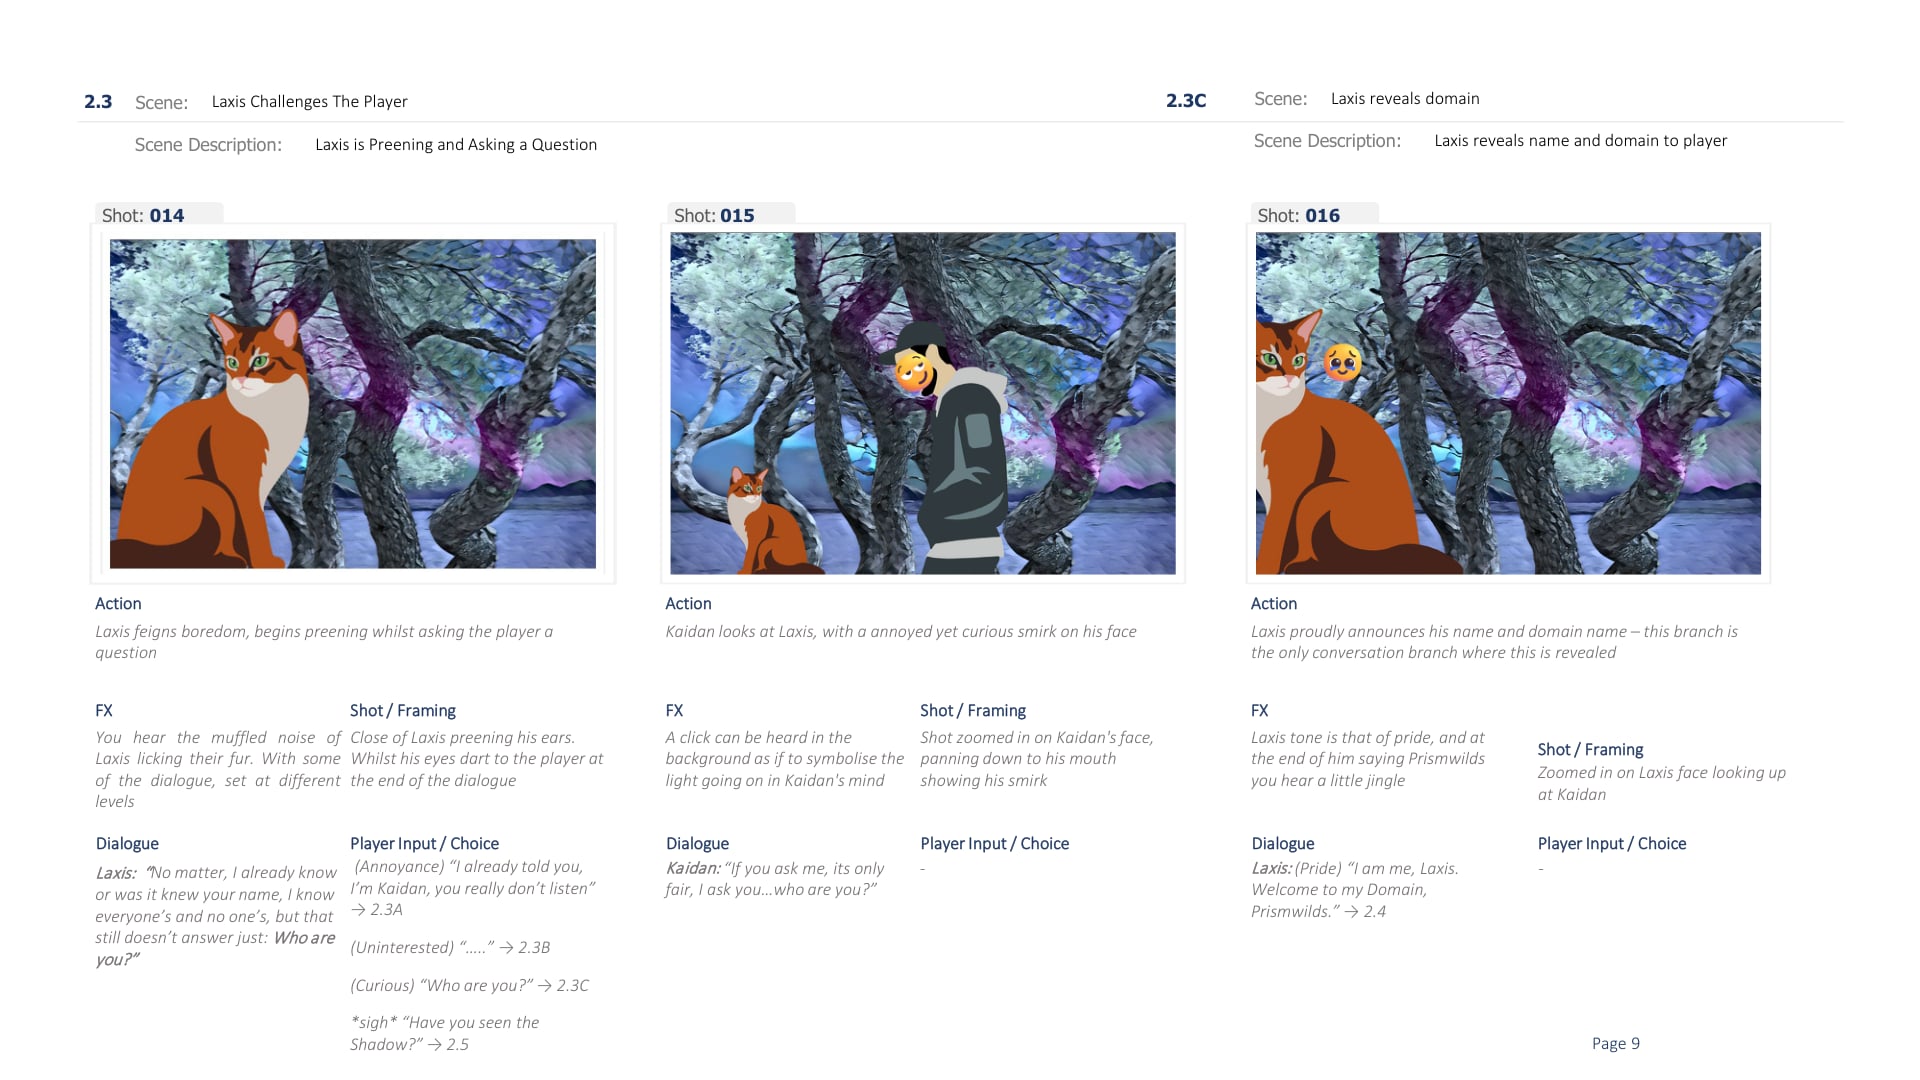 2.3 Scene: Laxis Challenges The Player
Scene Description: Laxis is Preening and Asking a Question
2.3C Scene: Laxis reveals domain
Scene Description: Laxis reveals name and domain to player
Shot: 014
Action
Laxis feigns boredom, begins preening whilst asking the player a
question
FX
You hear the muffled noise of
Laxis licking their fur. With some
of the dialogue, set at different
levels
Shot / Framing
Close of Laxis preening his ears.
Whilst his eyes dart to the player at
the end of the dialogue
Dialogue
Laxis: “No matter, I already know
or was it knew your name, I know
everyone’s and no one’s, but that
still doesn’t answer just: Who are
you?”
Player Input / Choice
(Annoyance) “I already told you,
I’m Kaidan, you really don’t listen”
→ 2.3A
(Uninterested) “…..” → 2.3B
(Curious) “Who are you?” → 2.3C
*sigh* “Have you seen the
Shadow?” → 2.5
Shot: 015
Action
Kaidan looks at Laxis, with a annoyed yet curious smirk on his face
FX
A click can be heard in the
background as if to symbolise the
light going on in Kaidan's mind
Shot / Framing
Shot zoomed in on Kaidan's face,
panning down to his mouth
showing his smirk
Dialogue
Kaidan: “If you ask me, its only
fair, I ask you…who are you?”
Player Input / Choice
-
Shot: 016
Action
Laxis proudly announces his name and domain name – this branch is
the only conversation branch where this is revealed
FX
Laxis tone is that of pride, and at
the end of him saying Prismwilds
you hear a little jingle
Shot / Framing
Zoomed in on Laxis face looking up
at Kaidan
Dialogue
Laxis: (Pride) “I am me, Laxis.
Welcome to my Domain,
Prismwilds.” → 2.4
Player Input / Choice
-
Page 9